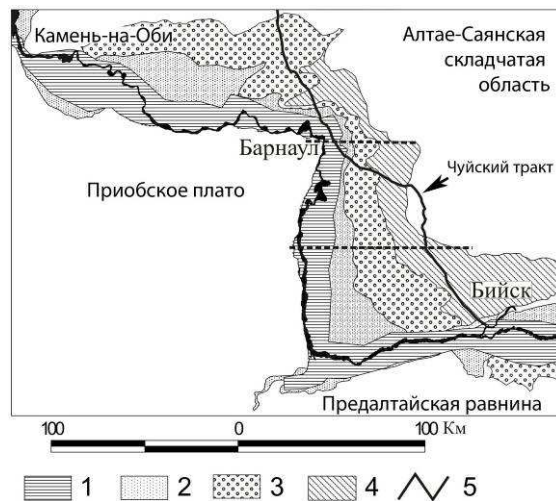 Камень-на-Оби
Алтае-Саянская
складчатая
область
Барнаул
Чуйский тракт
Приобское плато
Бийск
Предалтайская равнина
100 0 100 Км
1 2 3 4 5